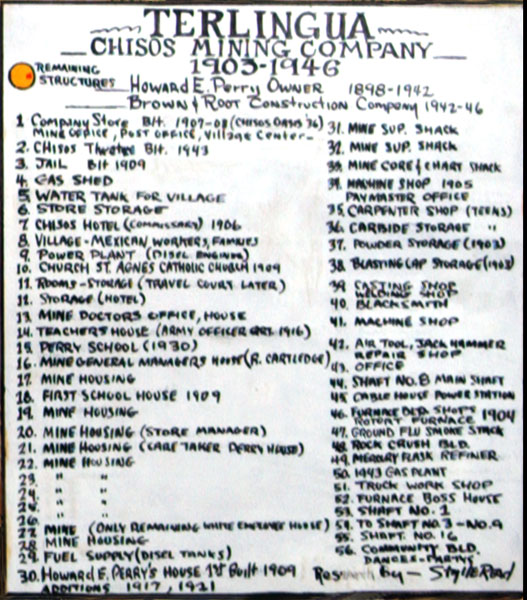 TERLINGUA
CHISOS MINING COMPANY
1903-1946
REMAINING STRUCTURES
Howard E. Perry Owner 1898-1942
Brown & Root Construction Company 1942-46
1 Company Store Blt. 1907-08 (Chisos Oasis '36)
Mine Office, Post Office, Village Center
2. Chisos Theatre Blt. 1943
3. Jail Blt 1909
4. Gas Shed
5. Water Tank for Village
6. Store Storage
7 Chisos Hotel (Commissary) 1906
8. Village-Mexican Workers, Families
9. Power Plant (Disel Engines)
10. Church St. Agnes Catholic Church 1909
11. Rooms-Storage (Travel Court Later)
12. Storage (Hotel)
13 Mine Doctors Office, House
14. Teachers House (Army Officer 1916)
15. Perry School (1930)
16. Mine General Managers House (R. Cartledge)
17. Mine Housing
18. First School House 1909
19. Mine Housing
20. Mine Housing (Store Manager)
21. Mine Housing (Care Taker Perry House)
22. Mine Housing
23. " "
24. " "
25. " "
26.
27 Mine (Only Remaining White Employee House)
28 Mine Housing
29. Fuel Supply (Disel Tanks)
30. Howard E. Perry's House 1st Built 1909
Additions 1917, 1921
31. Mine Sup. Shack
32. Mine Sup. Shack
33. Mine Core & Chart Shack
34. Machine Shop 1905
Paymaster Office
35. Carpenter Shop (Teens)
36. Carbide Storage "
37. Powder Storage (1903)
38. Blasting Cap Storage (1903)
39 Casting Shop
Welding Shop
40. Blacksmith
41. Machine Shop
42. Air Tool, Jack Hammer
Repair Shop
43. Office
44. Shaft No. 8 Main Shaft
45 Cable House Power Station
46. Furnace Bld. Shops 1904
Rotary Furnace
47. Ground Flu Smoke Stack
48. Rock Crush Bld.
49. Mercury Flask Refiner
50. 1943 Gas Plant
51. Truck Work Shop
52. Furnace Boss House
53. Shaft No. 1
54. To Shaft No. 3-No. 9
55. Shaft. No. 16
56. Community Bld.
Dances-Partys
Research by -